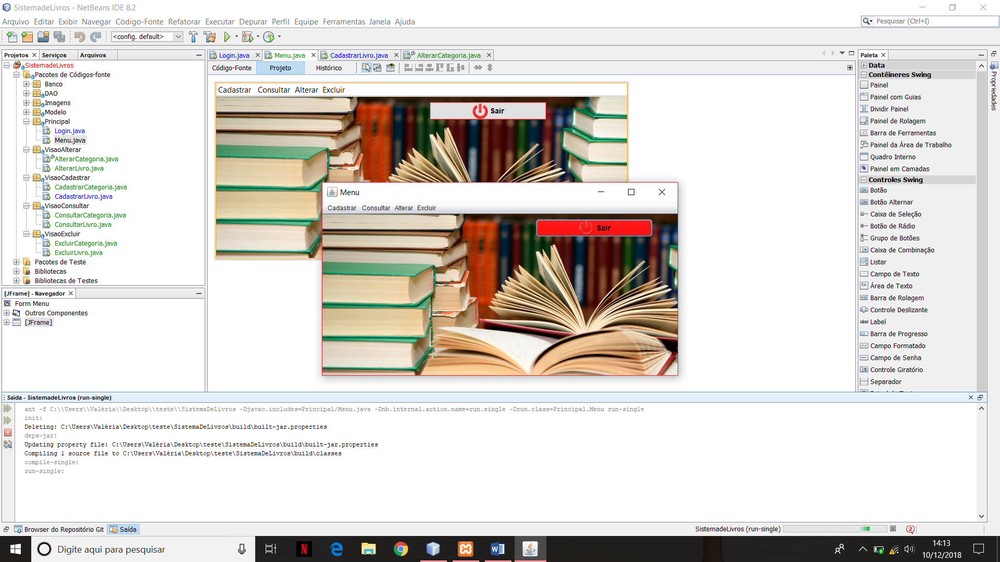 SistemadeLivros - NetBeans IDE 8.2
Arquivo Editar Exibir Navegar Código-Fonte Refatorar Executar Depurar Perfil Equipe Ferramentas Janela Ajuda
Pesquisar (Ctrl+I)
<config. default>
Projetos Serviços Arquivos
SistemadeLivros
Pacotes de Códigos-fonte
Banco
DAO
Imagens
Modelo
Principal
Login.java
Menu.java
VisaoAlterar
AlterarCategoria.java
AlterarLivro.java
VisaoCadastrar
CadastrarCategoria.java
CadastrarLivro.java
VisaoConsultar
ConsultarCategoria.java
ConsultarLivro.java
VisaoExcluir
ExcluirCategoria.java
ExcluirLivro.java
Pacotes de Teste
Bibliotecas
Bibliotecas de Testes
[JFrame] - Navegador
Form Menu
Outros Componentes
[JFrame]
Login.java Menu.java CadastrarLivro.java AlterarCategoria.java
Código-Fonte Projeto Histórico
Cadastrar Consultar Alterar Excluir
Sair
Menu
Cadastrar Consultar Alterar Excluir
Sair
Paleta
Data
Contêineres Swing
Painel
Painel com Guias
Dividir Painel
Painel de Rolagem
Barra de Ferramentas
Painel da Área de Trabalho
Quadro Interno
Painel em Camadas
Controles Swing
OK Botão
ON Botão Alternar
Caixa de Seleção
Botão de Rádio
Grupo de Botões
Caixa de Combinação
Listar
Campo de Texto
Área de Texto
Barra de Rolagem
Controle Deslizante
label Label
Barra de Progresso
Campo Formatado
Campo de Senha
Controle Giratório
Separador
Propriedades
Saída - SistemadeLivros (run-single)
ant -f C:\\Users\\Valéria\\Desktop\\teste\\SistemaDeLivros -Djavac.includes=Principal/Menu.java -Dnb.internal.action.name=run.single -Drun.class=Principal.Menu run-single
init:
Deleting: C:\Users\Valéria\Desktop\teste\SistemaDeLivros\build\built-jar.properties
deps-jar:
Updating property file: C:\Users\Valéria\Desktop\teste\SistemaDeLivros\build\built-jar.properties
Compiling 1 source file to C:\Users\Valéria\Desktop\teste\SistemaDeLivros\build\classes
compile-single:
run-single:
Browser do Repositório Git Saída
SistemadeLivros (run-single)
2
Digite aqui para pesquisar
14:13
10/12/2018